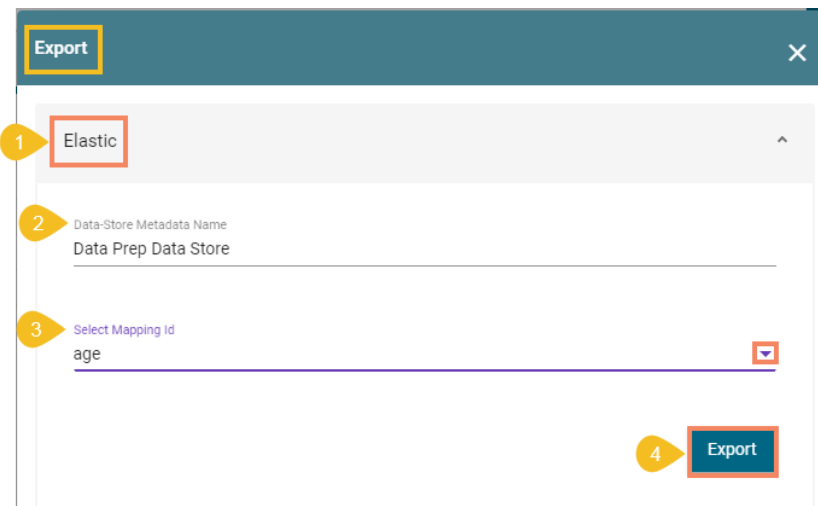 Export
1
Elastic
2
Data-Store Metadata Name
Data Prep Data Store
3
Select Mapping Id
age
4
Export